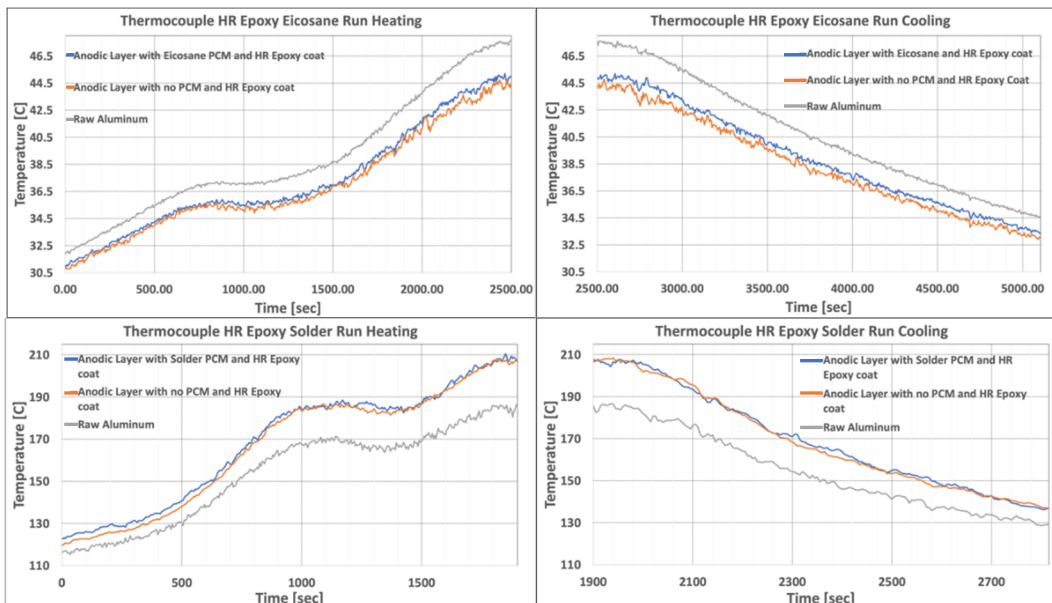 Thermocouple HR Epoxy Eicosane Run Heating
46.5
44.5
42.5
40.5
38.5
36.5
34.5
32.5
30.5
Temperature [C]
Anodic Layer with Eicosane PCM and HR Epoxy coat
Anodic Layer with no PCM and HR Epoxy coat
Raw Aluminum
0.00 500.00 1000.00 1500.00 2000.00 2500.00
Time [sec]
Thermocouple HR Epoxy Eicosane Run Cooling
46.5
44.5
42.5
40.5
38.5
36.5
34.5
32.5
30.5
Temperature [C]
Anodic Layer with Eicosane and HR Epoxy coat
Anodic Layer with no PCM and HR Epoxy Coat
Raw Aluminum
2500.00 3000.00 3500.00 4000.00 4500.00 5000.00
Time [sec]
Thermocouple HR Epoxy Solder Run Heating
210
190
170
150
130
110
Temperature [C]
Anodic Layer with Solder PCM and HR Epoxy
coat
Anodic Layer with no PCM and HR Epoxy
coat
Raw Aluminum
0 500 1000 1500
Time [sec]
Thermocouple HR Epoxy Solder Run Cooling
210
190
170
150
130
110
Temperature [C]
Anodic Layer with Solder PCM and HR
Epoxy coat
Anodic Layer with no PCM and HR Epoxy
coat
Raw Aluminum
1900 2100 2300 2500 2700
Time [sec]